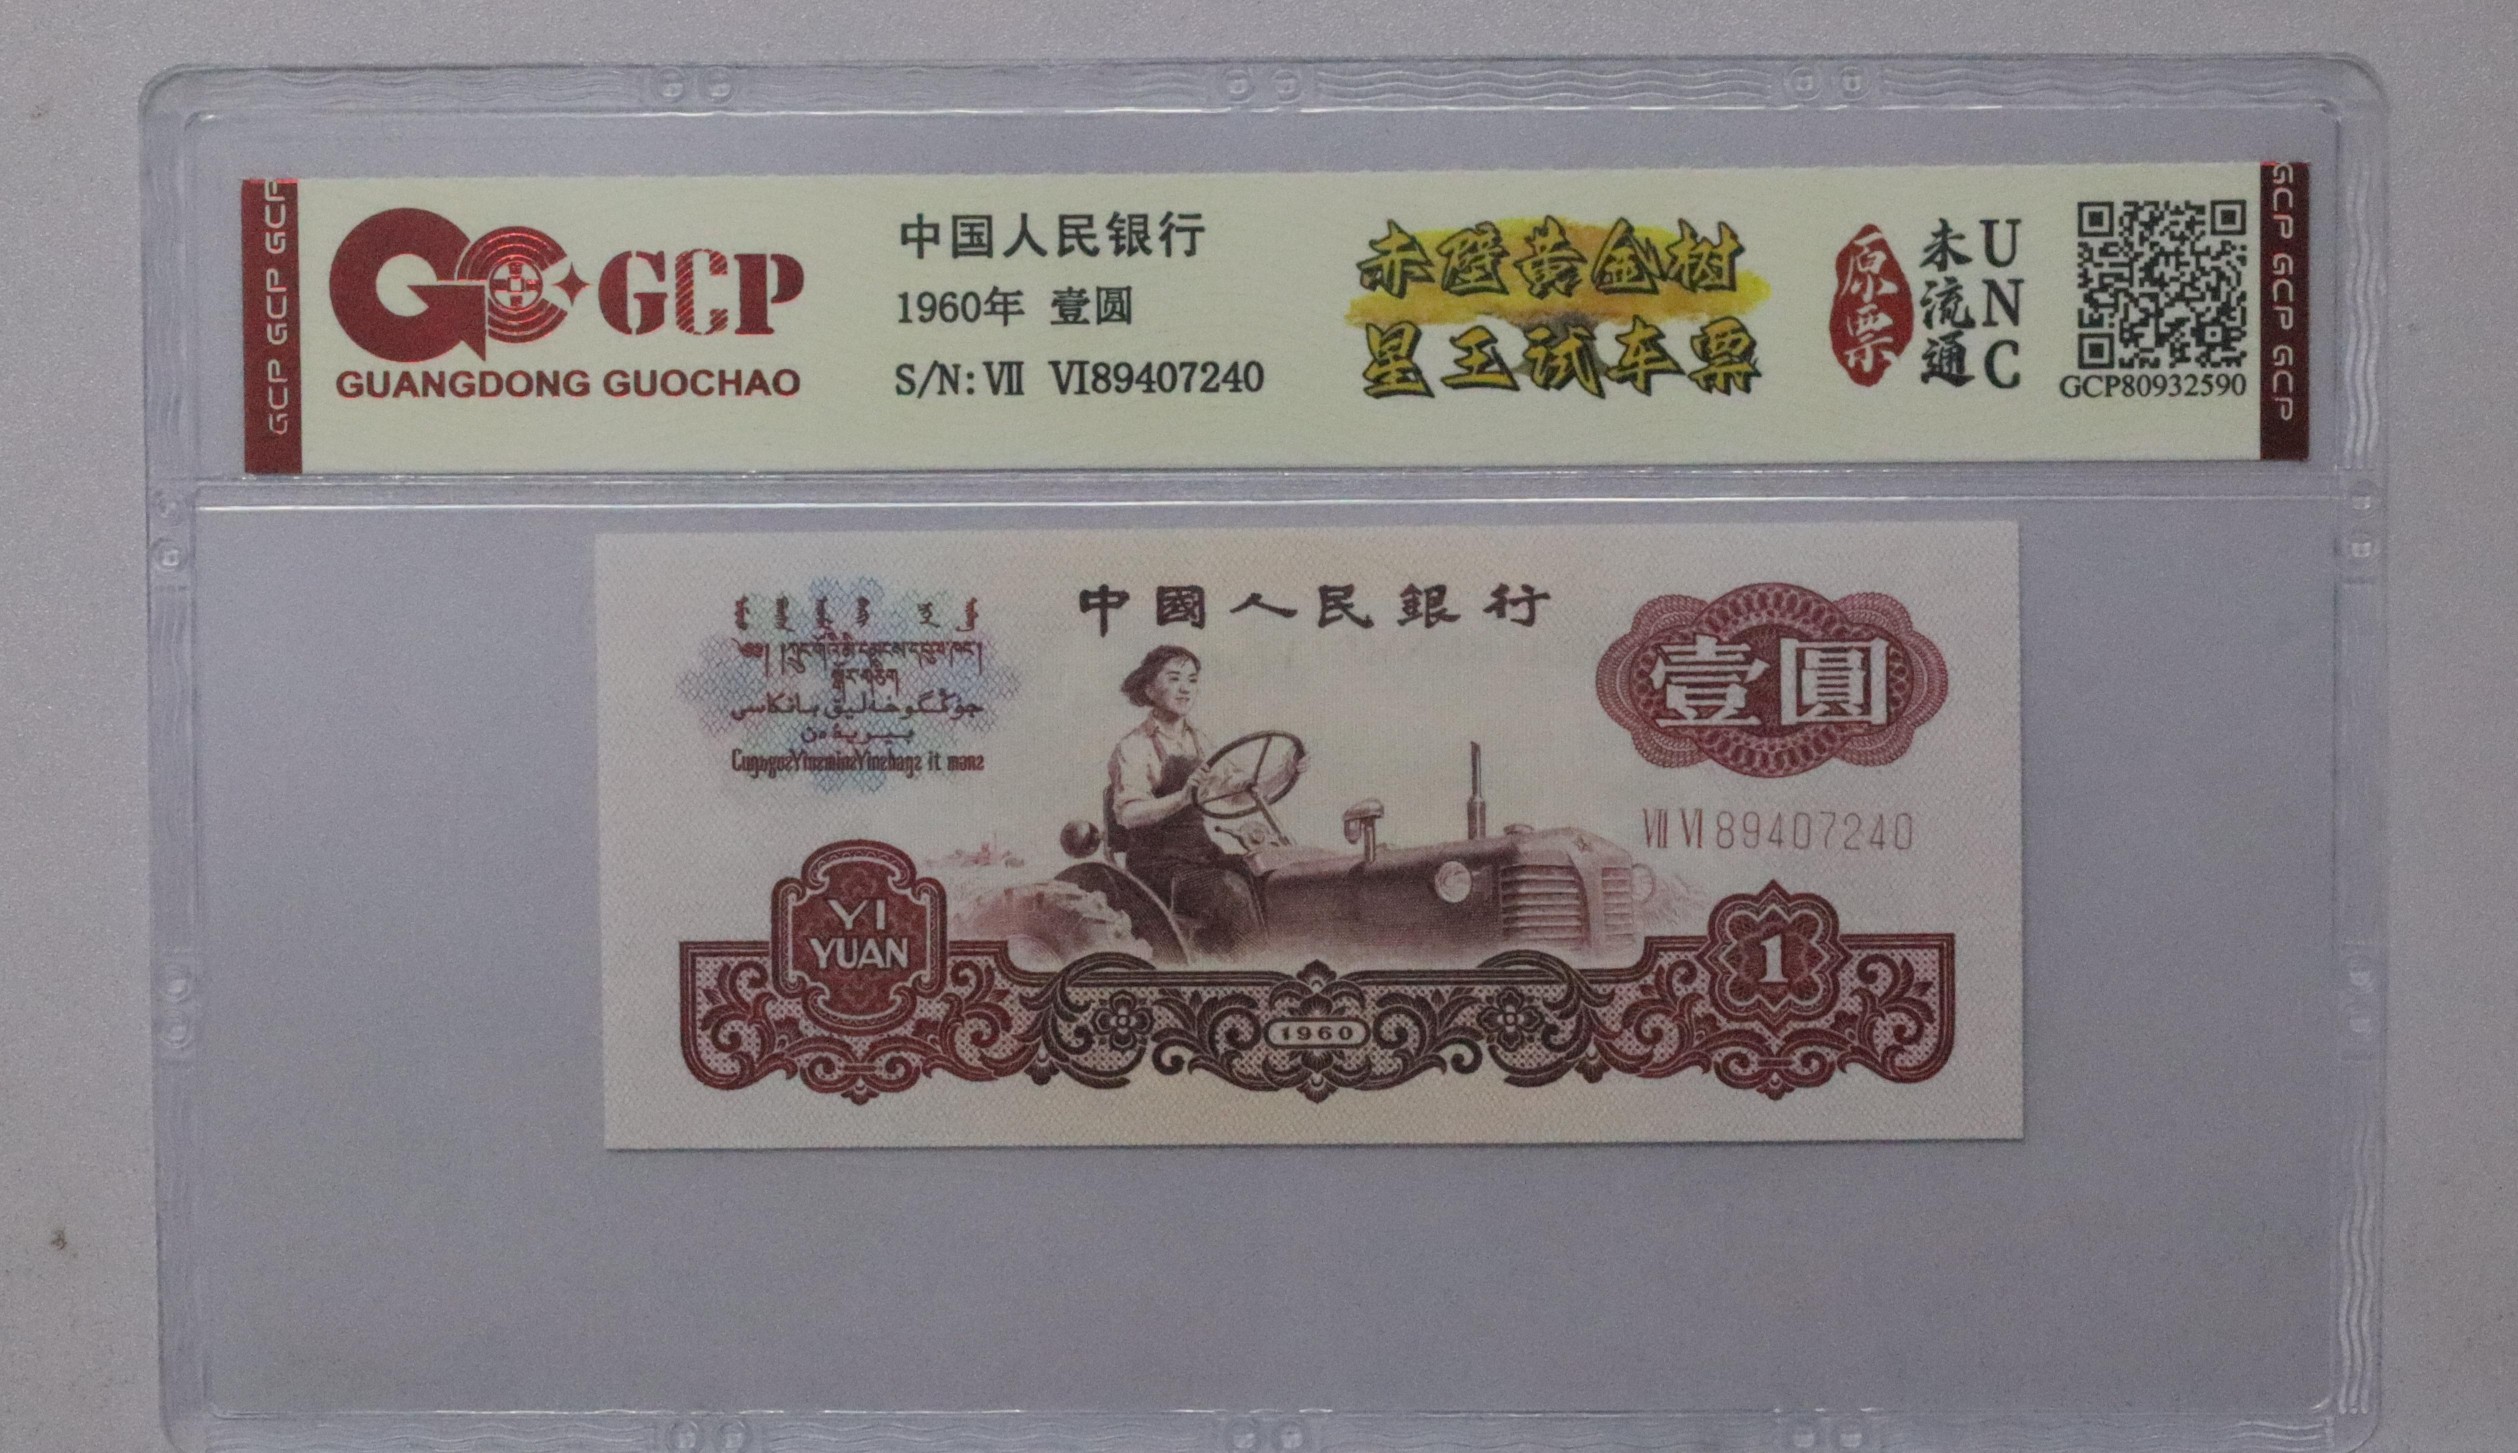 GCP GCP GCP
GCP
GUANGDONG GUOCHAO
中国人民银行
1960年 壹圆
S/N: Ⅶ Ⅵ89407240
赤壁黄金树
星王试车票
原票
未流通
UNC
GCP80932590
GCP GCP GCP
中國人民銀行
壹圓
Ⅶ Ⅵ 89407240
YI
YUAN
1960
1